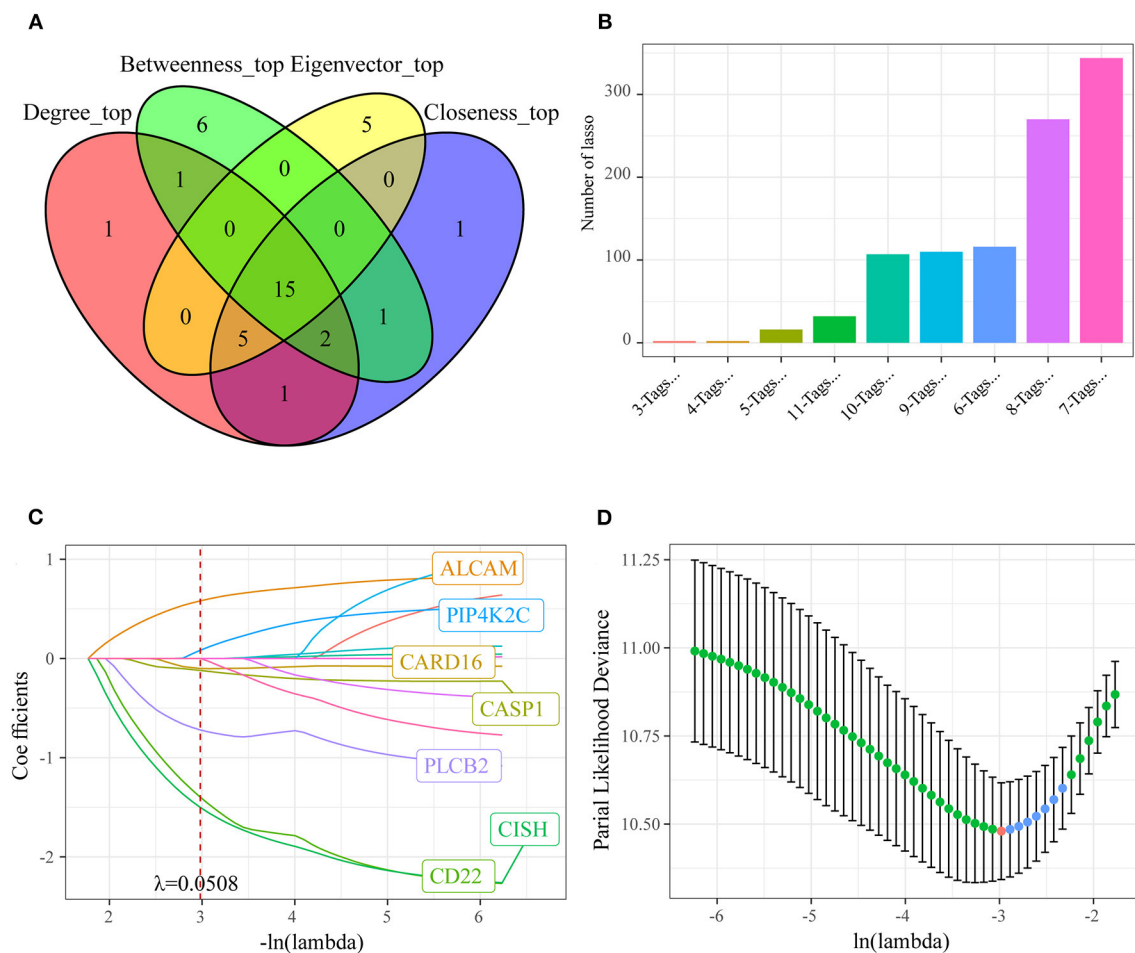 A
Betweenness_top Eigenvector_top
Degree_top
Closeness_top
6
5
1
0
0
1
0
0
1
15
0
5
2
1
1
B
Number of lasso
300
200
100
0
3-Tags...
4-Tags...
5-Tags...
11-Tags...
10-Tags...
9-Tags...
6-Tags...
8-Tags...
7-Tags...
C
Coe fficients
1
0
-1
-2
ALCAM
PIP4K2C
CARD16
CASP1
PLCB2
CISH
CD22
λ=0.0508
2
3
4
5
6
-ln(lambda)
D
Parial Likelihood Deviance
11.25
11.00
10.75
10.50
-6
-5
-4
-3
-2
ln(lambda)